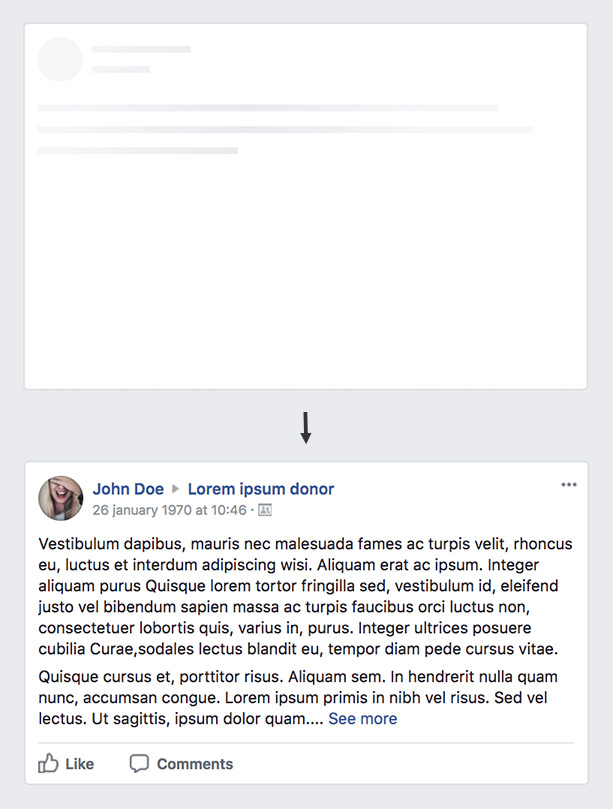 John Doe ▸ Lorem ipsum donor
26 january 1970 at 10:46 ·
Vestibulum dapibus, mauris nec malesuada fames ac turpis velit, rhoncus
eu, luctus et interdum adipiscing wisi. Aliquam erat ac ipsum. Integer
aliquam purus Quisque lorem tortor fringilla sed, vestibulum id, eleifend
justo vel bibendum sapien massa ac turpis faucibus orci luctus non,
consectetuer lobortis quis, varius in, purus. Integer ultrices posuere
cubilia Curae,sodales lectus blandit eu, tempor diam pede cursus vitae.
Quisque cursus et, porttitor risus. Aliquam sem. In hendrerit nulla quam
nunc, accumsan congue. Lorem ipsum primis in nibh vel risus. Sed vel
lectus. Ut sagittis, ipsum dolor quam.... See more
Like Comments